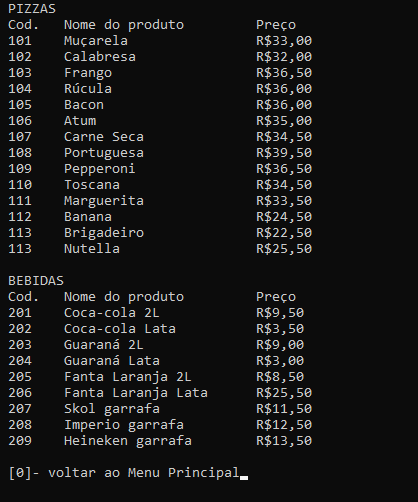 PIZZAS
Cod. Nome do produto Preço
101 Muçarela R$33,00
102 Calabresa R$32,00
103 Frango R$36,50
104 Rúcula R$36,00
105 Bacon R$36,00
106 Atum R$35,00
107 Carne Seca R$34,50
108 Portuguesa R$39,50
109 Pepperoni R$36,50
110 Toscana R$34,50
111 Marguerita R$33,50
112 Banana R$24,50
113 Brigadeiro R$22,50
113 Nutella R$25,50
BEBIDAS
Cod. Nome do produto Preço
201 Coca-cola 2L R$9,50
202 Coca-cola Lata R$3,50
203 Guaraná 2L R$9,00
204 Guaraná Lata R$3,00
205 Fanta Laranja 2L R$8,50
206 Fanta Laranja Lata R$25,50
207 Skol garrafa R$11,50
208 Imperio garrafa R$12,50
209 Heineken garrafa R$13,50
[0]- voltar ao Menu Principal